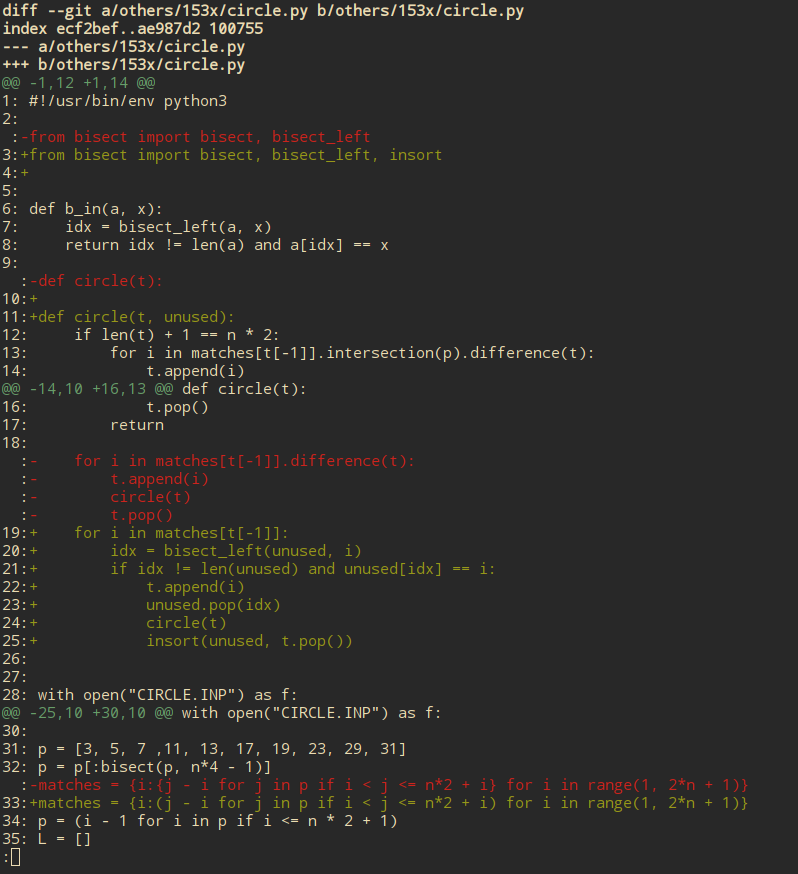 diff --git a/others/153x/circle.py b/others/153x/circle.py
index ecf2bef..ae987d2 100755
--- a/others/153x/circle.py
+++ b/others/153x/circle.py
@@ -1,12 +1,14 @@
1: #!/usr/bin/env python3
2:
 :-from bisect import bisect, bisect_left
3:+from bisect import bisect, bisect_left, insort
4:+
5:
6: def b_in(a, x):
7:     idx = bisect_left(a, x)
8:     return idx != len(a) and a[idx] == x
9:
  :-def circle(t):
10:+
11:+def circle(t, unused):
12:     if len(t) + 1 == n * 2:
13:         for i in matches[t[-1]].intersection(p).difference(t):
14:             t.append(i)
@@ -14,10 +16,13 @@ def circle(t):
16:             t.pop()
17:         return
18:
  :-    for i in matches[t[-1]].difference(t):
  :-        t.append(i)
  :-        circle(t)
  :-        t.pop()
19:+    for i in matches[t[-1]]:
20:+        idx = bisect_left(unused, i)
21:+        if idx != len(unused) and unused[idx] == i:
22:+            t.append(i)
23:+            unused.pop(idx)
24:+            circle(t)
25:+            insort(unused, t.pop())
26:
27:
28: with open("CIRCLE.INP") as f:
@@ -25,10 +30,10 @@ with open("CIRCLE.INP") as f:
30:
31: p = [3, 5, 7 ,11, 13, 17, 19, 23, 29, 31]
32: p = p[:bisect(p, n*4 - 1)]
  :-matches = {i:{j - i for j in p if i < j <= n*2 + i} for i in range(1, 2*n + 1)}
33:+matches = {i:(j - i for j in p if i < j <= n*2 + i) for i in range(1, 2*n + 1)}
34: p = (i - 1 for i in p if i <= n * 2 + 1)
35: L = []
: